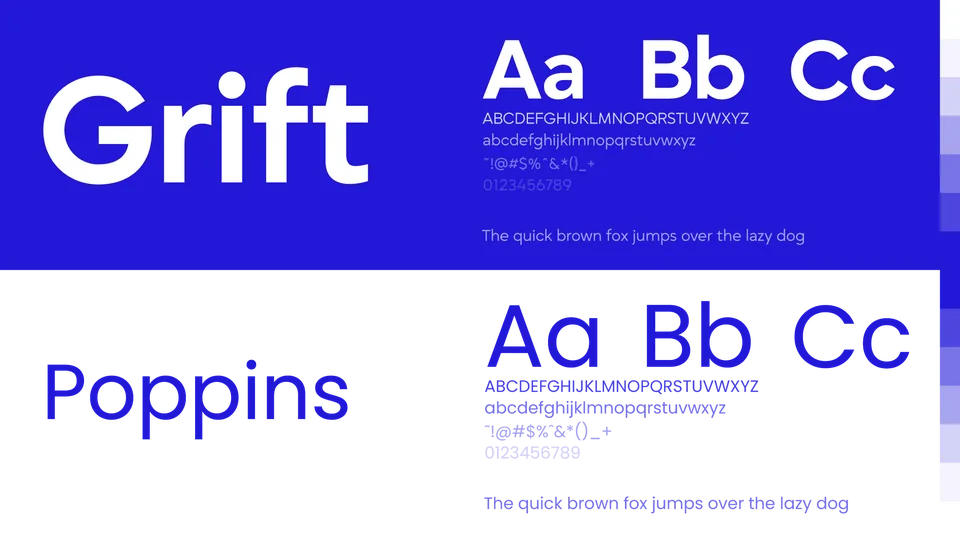 Grift
Aa Bb Cc
ABCDEFGHIJKLMNOPQRSTUVWXYZ
abcdefghijklmnopqrstuvwxyz
~!@#$%^&*()_+
0123456789
The quick brown fox jumps over the lazy dog
Poppins
Aa Bb Cc
ABCDEFGHIJKLMNOPQRSTUVWXYZ
abcdefghijklmnopqrstuvwxyz
~!@#$%^&*()_+
0123456789
The quick brown fox jumps over the lazy dog